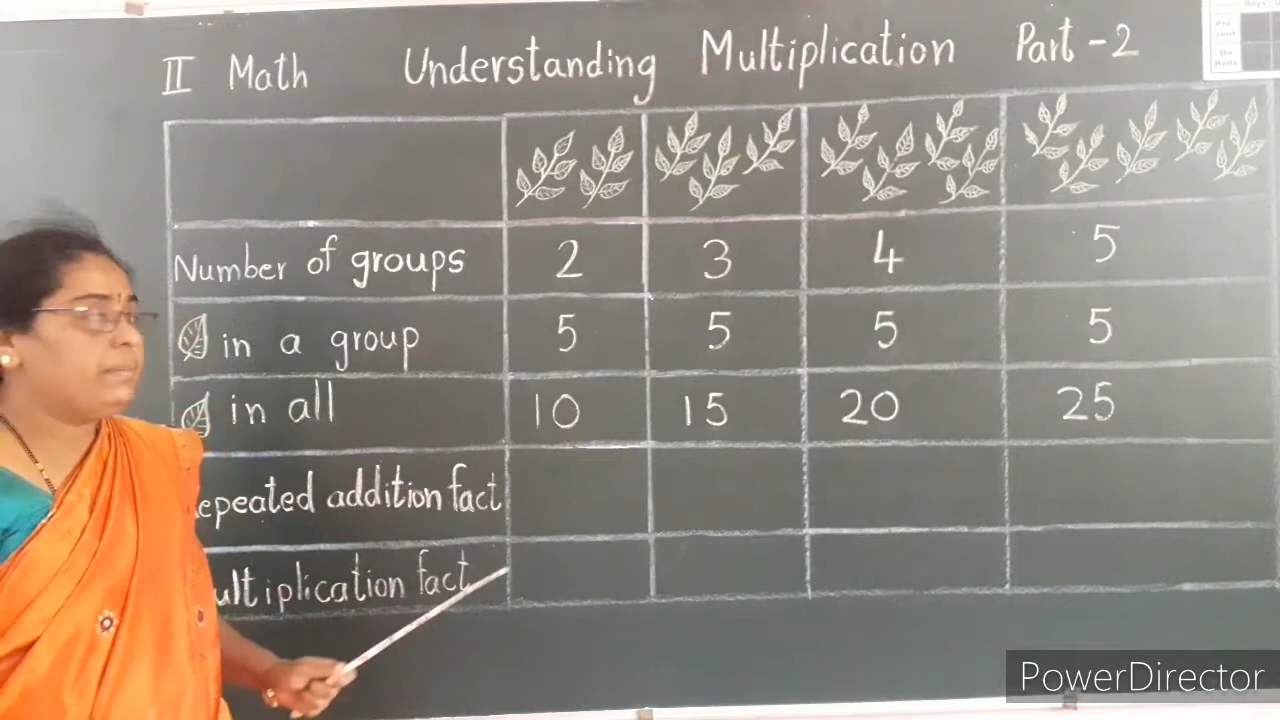 II Math Understanding Multiplication Part - 2
Number of groups 2 3 4 5
in a group 5 5 5 5
in all 10 15 20 25
epeated addition fact
ultiplication fact
PowerDirector